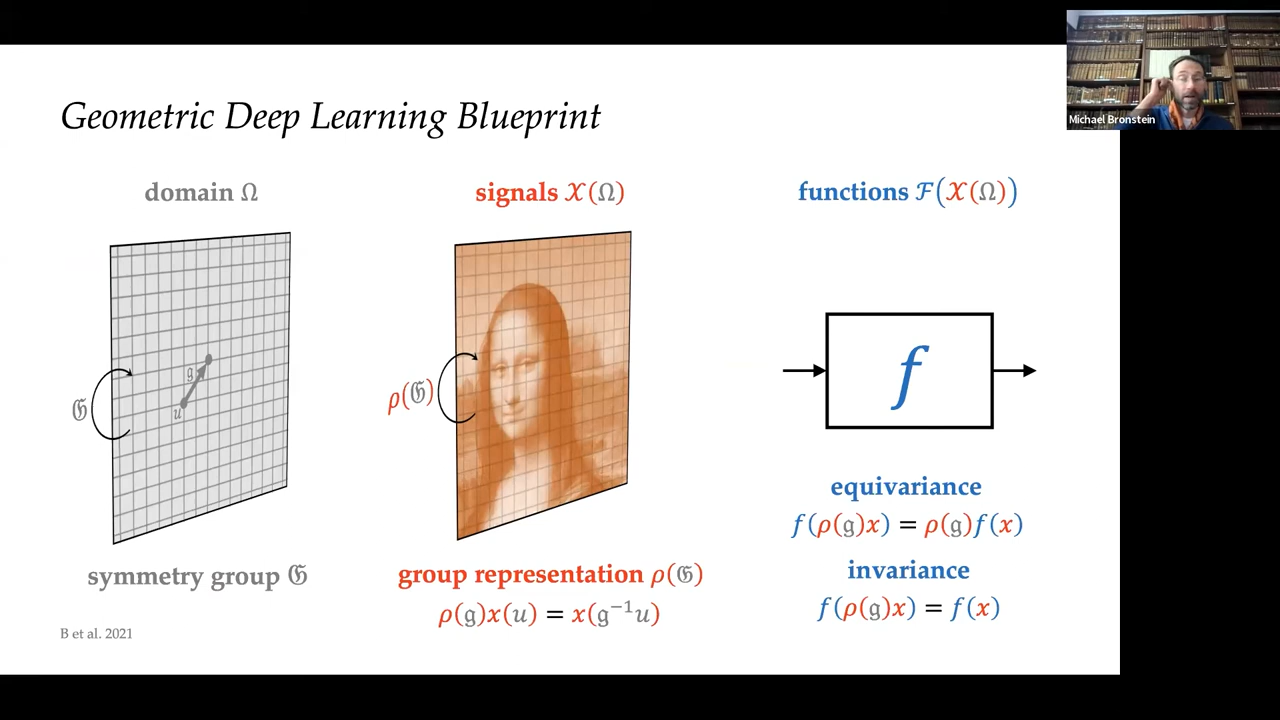 Michael Bronstein
Geometric Deep Learning Blueprint
domain Ω
signals 𝒳(Ω)
functions ℱ(𝒳(Ω))
𝔊
𝔤
u
ρ(𝔊)
f
symmetry group 𝔊
group representation ρ(𝔊)
ρ(𝔤)x(u) = x(𝔤⁻¹u)
equivariance
f(ρ(𝔤)x) = ρ(𝔤)f(x)
invariance
f(ρ(𝔤)x) = f(x)
B et al. 2021